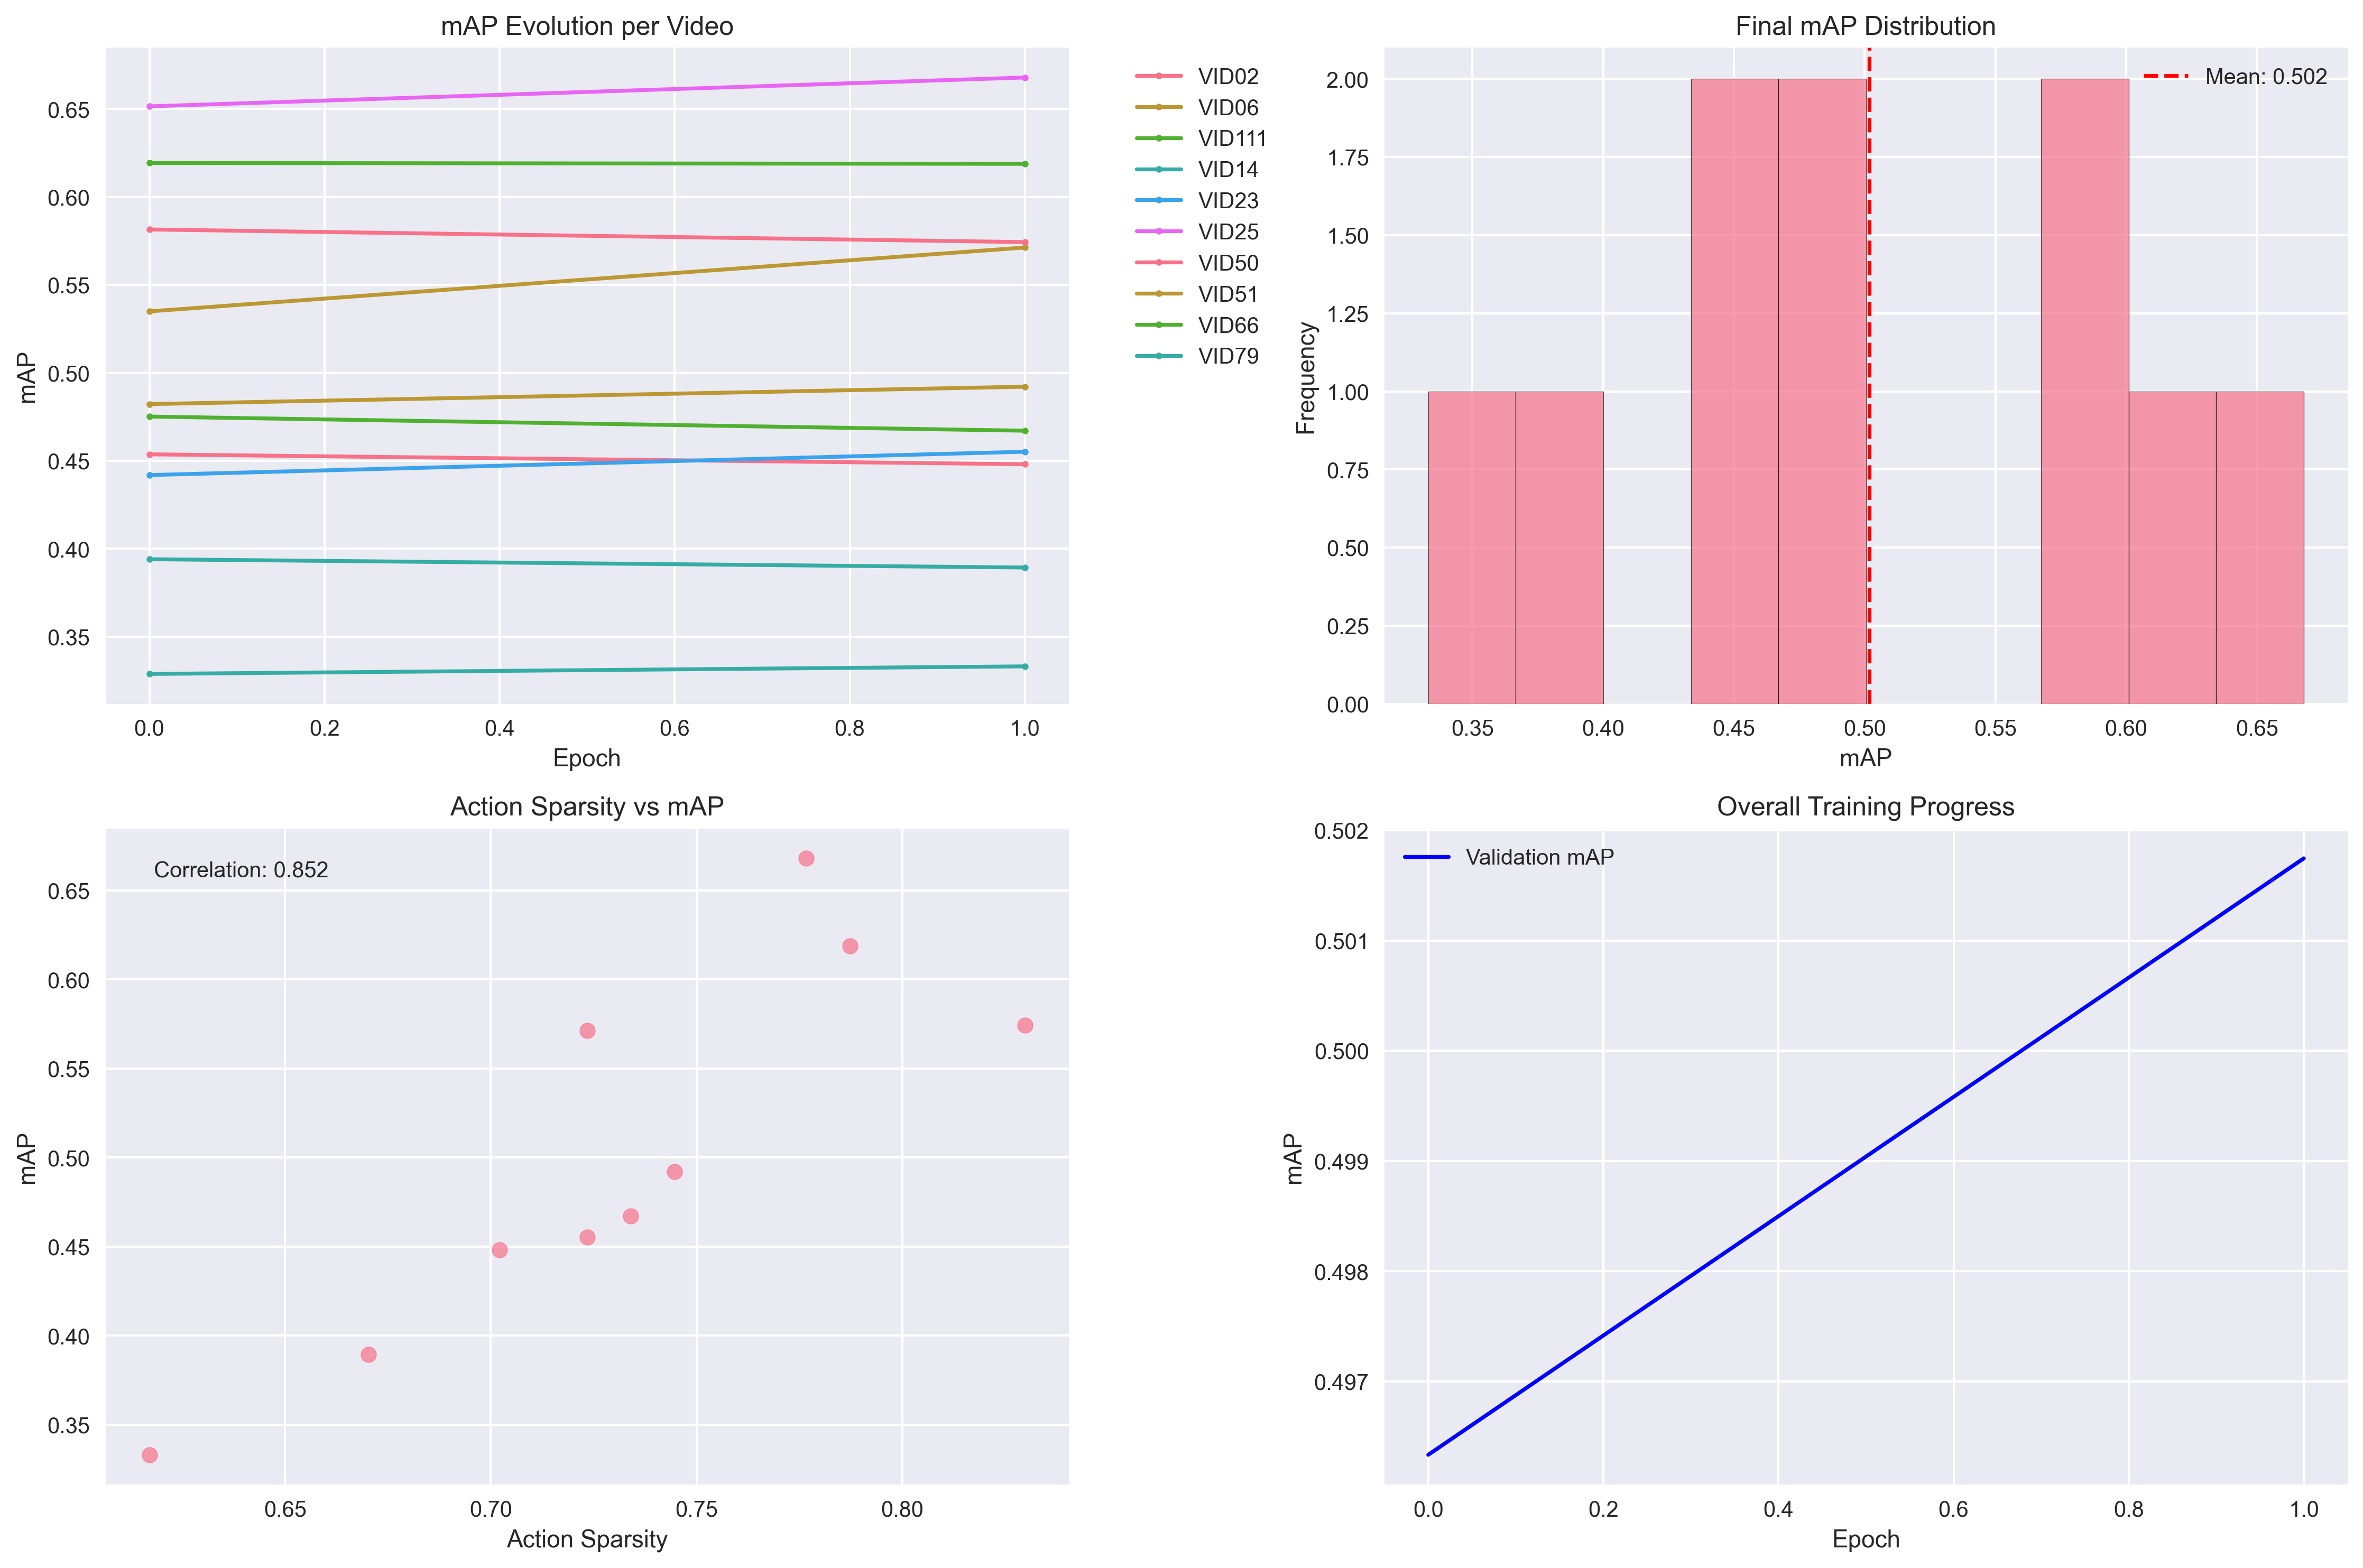 mAP Evolution per Video
mAP
0.65
0.60
0.55
0.50
0.45
0.40
0.35
0.0 0.2 0.4 0.6 0.8 1.0
Epoch
VID02
VID06
VID111
VID14
VID23
VID25
VID50
VID51
VID66
VID79
Final mAP Distribution
Frequency
2.00
1.75
1.50
1.25
1.00
0.75
0.50
0.25
0.00
Mean: 0.502
0.35 0.40 0.45 0.50 0.55 0.60 0.65
mAP
Action Sparsity vs mAP
mAP
Correlation: 0.852
0.65
0.60
0.55
0.50
0.45
0.40
0.35
0.65 0.70 0.75 0.80
Action Sparsity
Overall Training Progress
mAP
0.502
0.501
0.500
0.499
0.498
0.497
Validation mAP
0.0 0.2 0.4 0.6 0.8 1.0
Epoch